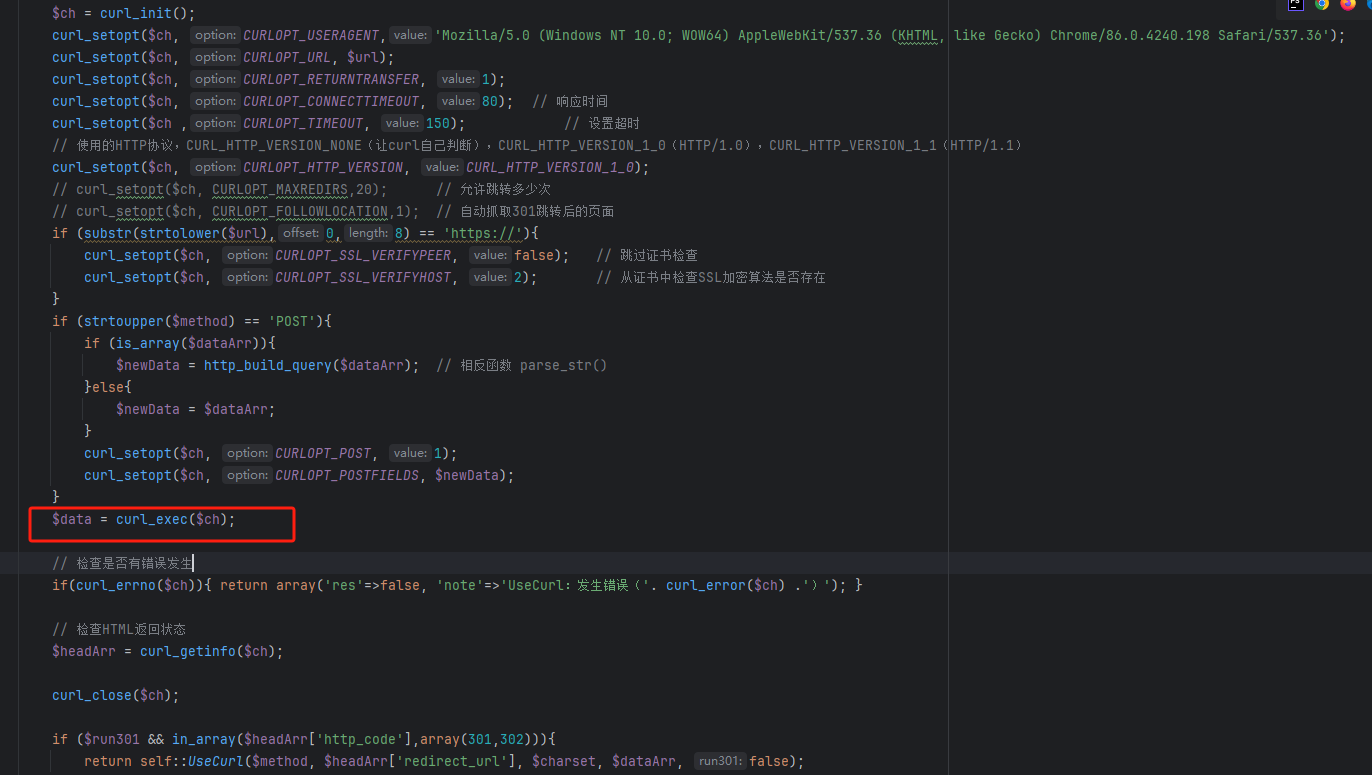 $ch = curl_init();
curl_setopt($ch, option: CURLOPT_USERAGENT, value: 'Mozilla/5.0 (Windows NT 10.0; WOW64) AppleWebKit/537.36 (KHTML, like Gecko) Chrome/86.0.4240.198 Safari/537.36');
curl_setopt($ch, option: CURLOPT_URL, $url);
curl_setopt($ch, option: CURLOPT_RETURNTRANSFER, value: 1);
curl_setopt($ch, option: CURLOPT_CONNECTTIMEOUT, value: 80); // 响应时间
curl_setopt($ch ,option: CURLOPT_TIMEOUT, value: 150); // 设置超时
// 使用的HTTP协议，CURL_HTTP_VERSION_NONE（让curl自己判断），CURL_HTTP_VERSION_1_0（HTTP/1.0），CURL_HTTP_VERSION_1_1（HTTP/1.1）
curl_setopt($ch, option: CURLOPT_HTTP_VERSION, value: CURL_HTTP_VERSION_1_0);
// curl_setopt($ch, CURLOPT_MAXREDIRS,20); // 允许跳转多少次
// curl_setopt($ch, CURLOPT_FOLLOWLOCATION,1); // 自动抓取301跳转后的页面
if (substr(strtolower($url), offset: 0, length: 8) == 'https://'){
curl_setopt($ch, option: CURLOPT_SSL_VERIFYPEER, value: false); // 跳过证书检查
curl_setopt($ch, option: CURLOPT_SSL_VERIFYHOST, value: 2); // 从证书中检查SSL加密算法是否存在
}
if (strtoupper($method) == 'POST'){
if (is_array($dataArr)){
$newData = http_build_query($dataArr); // 相反函数 parse_str()
}else{
$newData = $dataArr;
}
curl_setopt($ch, option: CURLOPT_POST, value: 1);
curl_setopt($ch, option: CURLOPT_POSTFIELDS, $newData);
}
$data = curl_exec($ch);
// 检查是否有错误发生
if(curl_errno($ch)){ return array('res'=>false, 'note'=>'UseCurl：发生错误（'. curl_error($ch) .'）'); }
// 检查HTML返回状态
$headArr = curl_getinfo($ch);
curl_close($ch);
if ($run301 && in_array($headArr['http_code'],array(301,302))){
return self::UseCurl($method, $headArr['redirect_url'], $charset, $dataArr, run301: false);